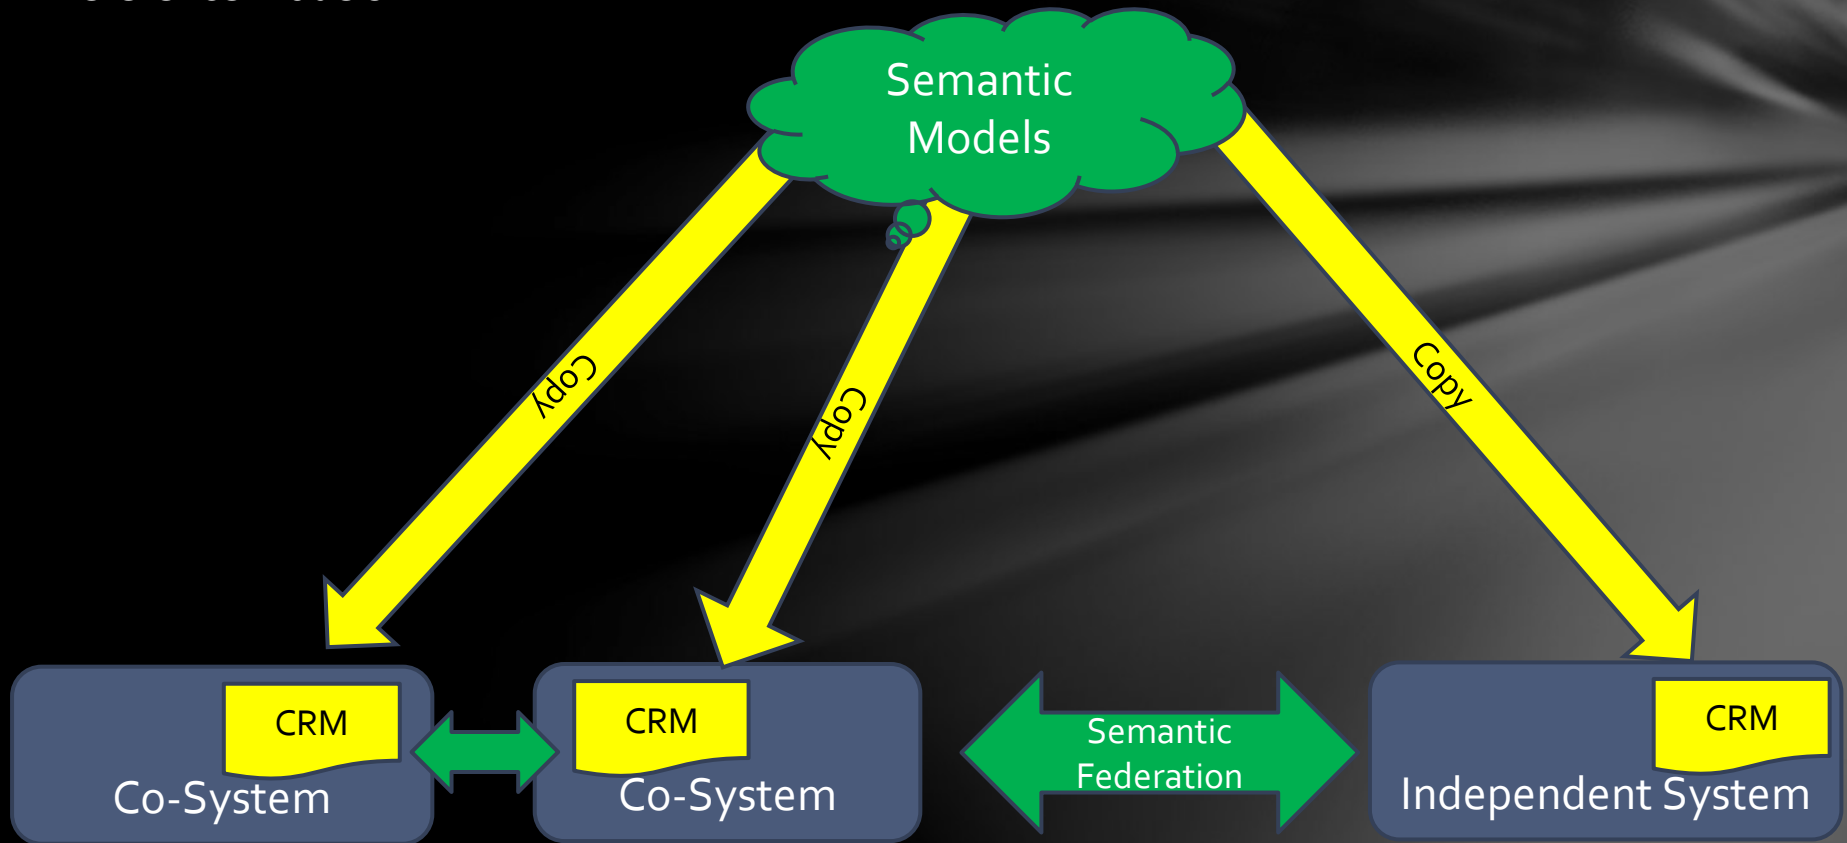 Semantic
Models
Copy
Copy
Copy
CRM
Co-System
CRM
Co-System
Semantic
Federation
CRM
Independent System